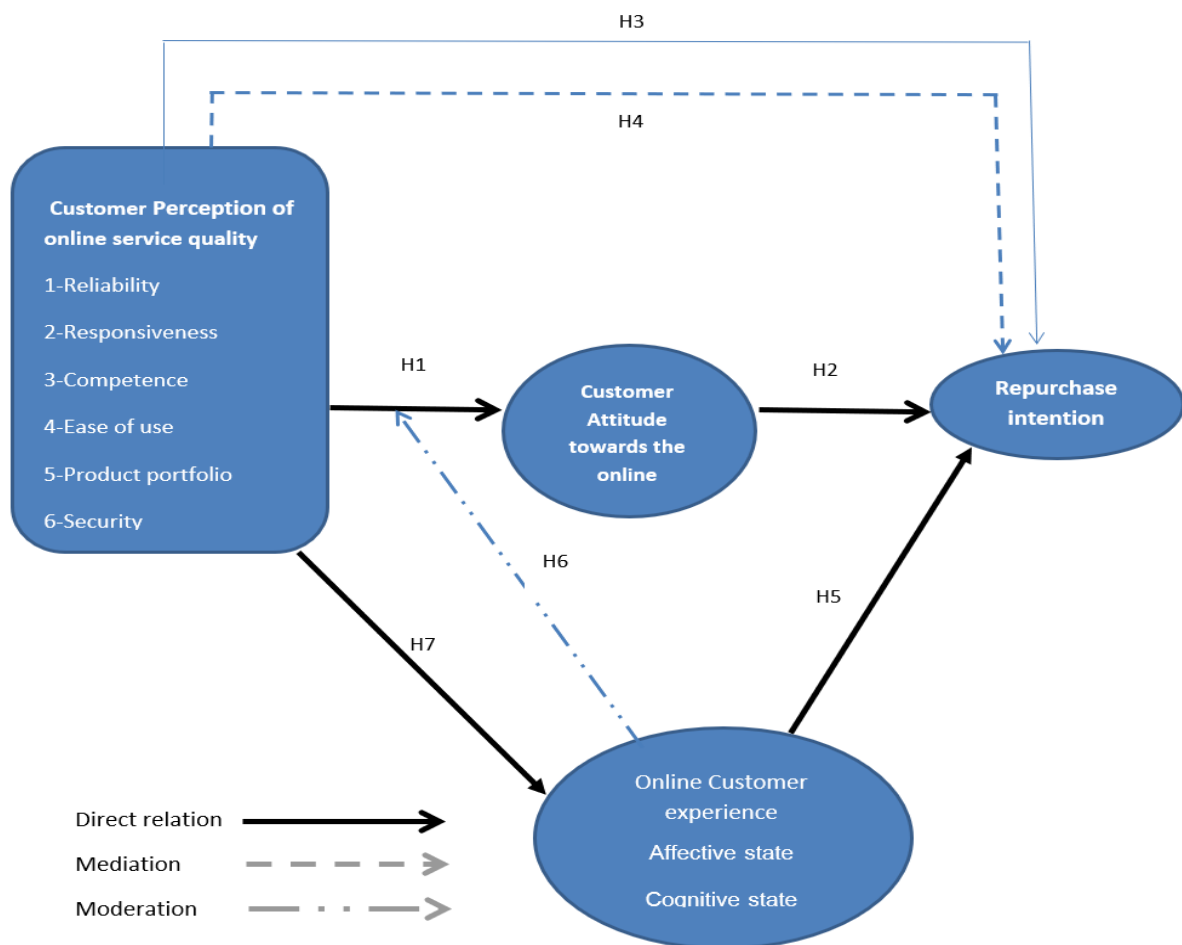 H3
H4
Customer Perception of
online service quality
1-Reliability
2-Responsiveness
3-Competence
4-Ease of use
5-Product portfolio
6-Security
H1
Customer
Attitude
towards the
online
H2
Repurchase
intention
H6
H5
H7
Online Customer
experience
Affective state
Cognitive state
Direct relation
Mediation
Moderation